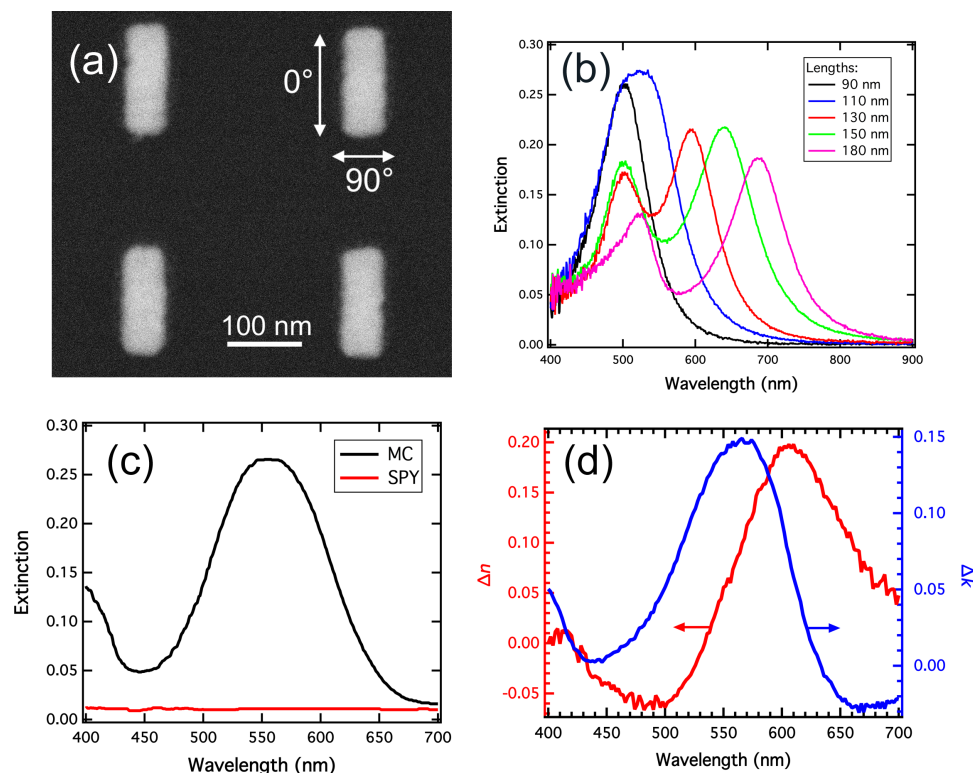 (a)
0°
90°
100 nm
(b)
Lengths:
90 nm
110 nm
130 nm
150 nm
180 nm
0.30
0.25
0.20
0.15
0.10
0.05
0.00
Extinction
400 500 600 700 800 900
Wavelength (nm)
(c)
MC
SPY
0.30
0.25
0.20
0.15
0.10
0.05
0.00
Extinction
400 450 500 550 600 650 700
Wavelength (nm)
(d)
0.20
0.15
0.10
0.05
0.00
-0.05
Δn
0.15
0.10
0.05
0.00
Δk
400 450 500 550 600 650 700
Wavelength (nm)